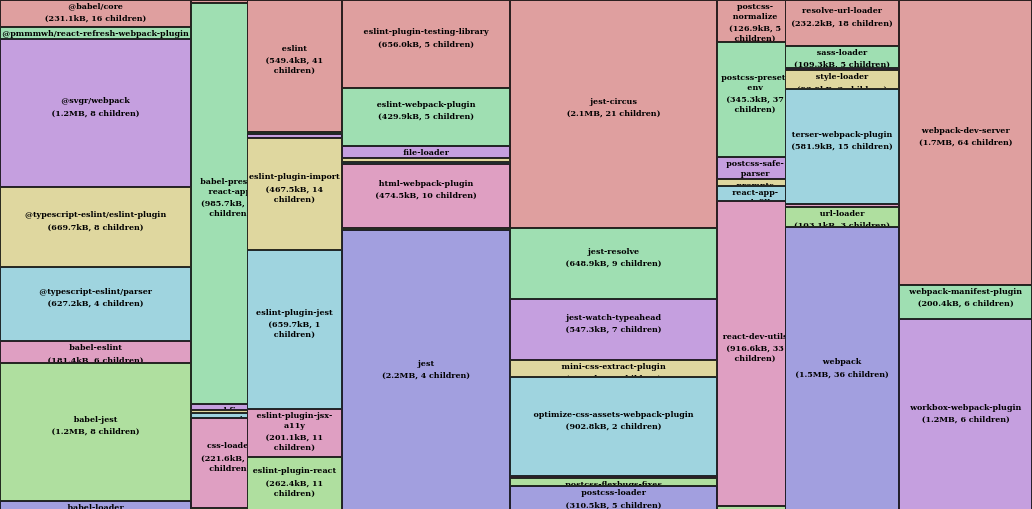 @babel/core
(231.1kB, 16 children)
@pmmmwh/react-refresh-webpack-plugin
@svgr/webpack
(1.2MB, 8 children)
@typescript-eslint/eslint-plugin
(669.7kB, 8 children)
@typescript-eslint/parser
(627.2kB, 4 children)
babel-eslint
(181.4kB, 6 children)
babel-jest
(1.2MB, 8 children)
babel-loader
babel-pres
react-app
(985.7kB,
children
css-loade
(221.6kB,
children
eslint
(549.4kB, 41
children)
eslint-plugin-import
(467.5kB, 14
children)
eslint-plugin-jest
(659.7kB, 1
children)
eslint-plugin-jsx-
a11y
(201.1kB, 11
children)
eslint-plugin-react
(262.4kB, 11
children)
eslint-plugin-testing-library
(656.0kB, 5 children)
eslint-webpack-plugin
(429.9kB, 5 children)
file-loader
html-webpack-plugin
(474.5kB, 10 children)
jest
(2.2MB, 4 children)
jest-circus
(2.1MB, 21 children)
jest-resolve
(648.9kB, 9 children)
jest-watch-typeahead
(547.3kB, 7 children)
mini-css-extract-plugin
optimize-css-assets-webpack-plugin
(902.8kB, 2 children)
postcss-flexbugs-fixes
postcss-loader
(310.5kB, 5 children)
postcss-
normalize
(126.9kB, 5
children)
postcss-preset
env
(345.3kB, 37
children)
postcss-safe-
parser
prompts
react-app-
react-dev-utils
(916.6kB, 33
children)
resolve-url-loader
(232.2kB, 18 children)
sass-loader
(109.3kB, 5 children)
style-loader
terser-webpack-plugin
(581.9kB, 15 children)
url-loader
(103.1kB, 3 children)
webpack
(1.5MB, 36 children)
webpack-dev-server
(1.7MB, 64 children)
webpack-manifest-plugin
(200.4kB, 6 children)
workbox-webpack-plugin
(1.2MB, 6 children)